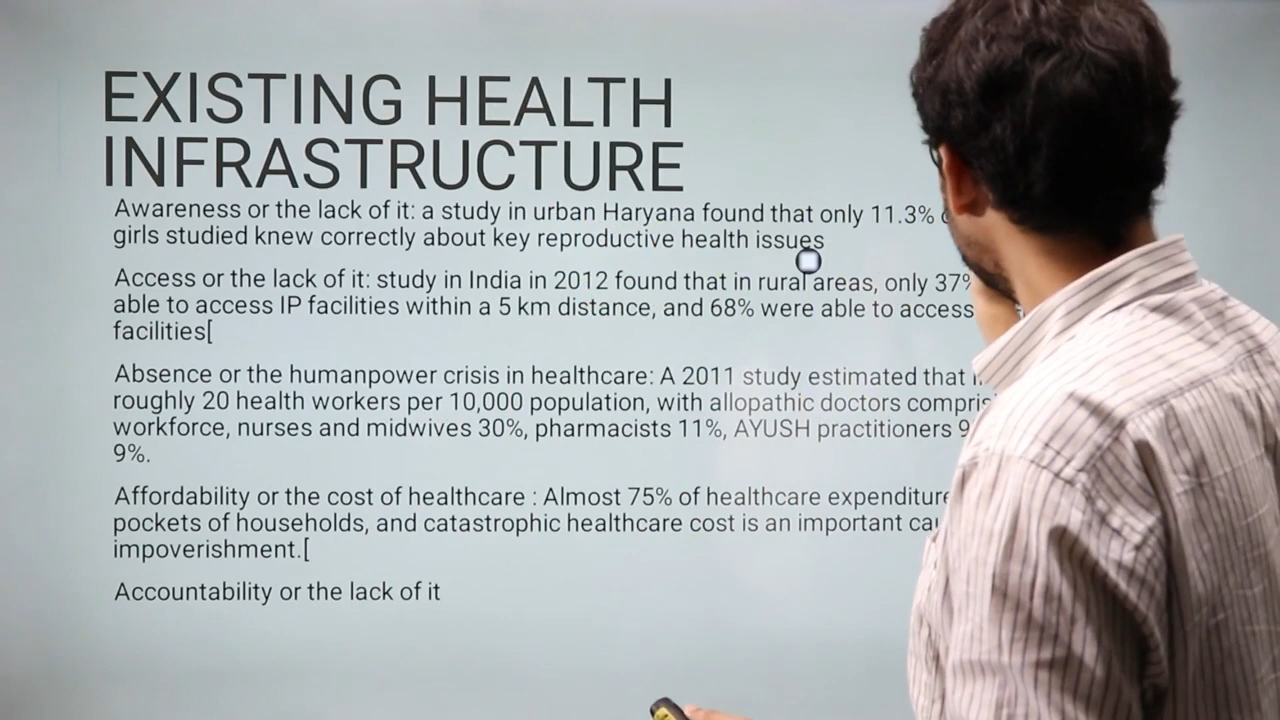 EXISTING HEALTH
INFRASTRUCTURE
Awareness or the lack of it: a study in urban Haryana found that only 11.3%
girls studied knew correctly about key reproductive health issues
Access or the lack of it: study in India in 2012 found that in rural areas, only 37%
able to access IP facilities within a 5 km distance, and 68% were able to access
facilities[
Absence or the humanpower crisis in healthcare: A 2011 study estimated that
roughly 20 health workers per 10,000 population, with allopathic doctors
workforce, nurses and midwives 30%, pharmacists 11%, AYUSH practitioners
9%.
Affordability or the cost of healthcare : Almost 75% of healthcare expenditure
pockets of households, and catastrophic healthcare cost is an important
impoverishment.[
Accountability or the lack of it